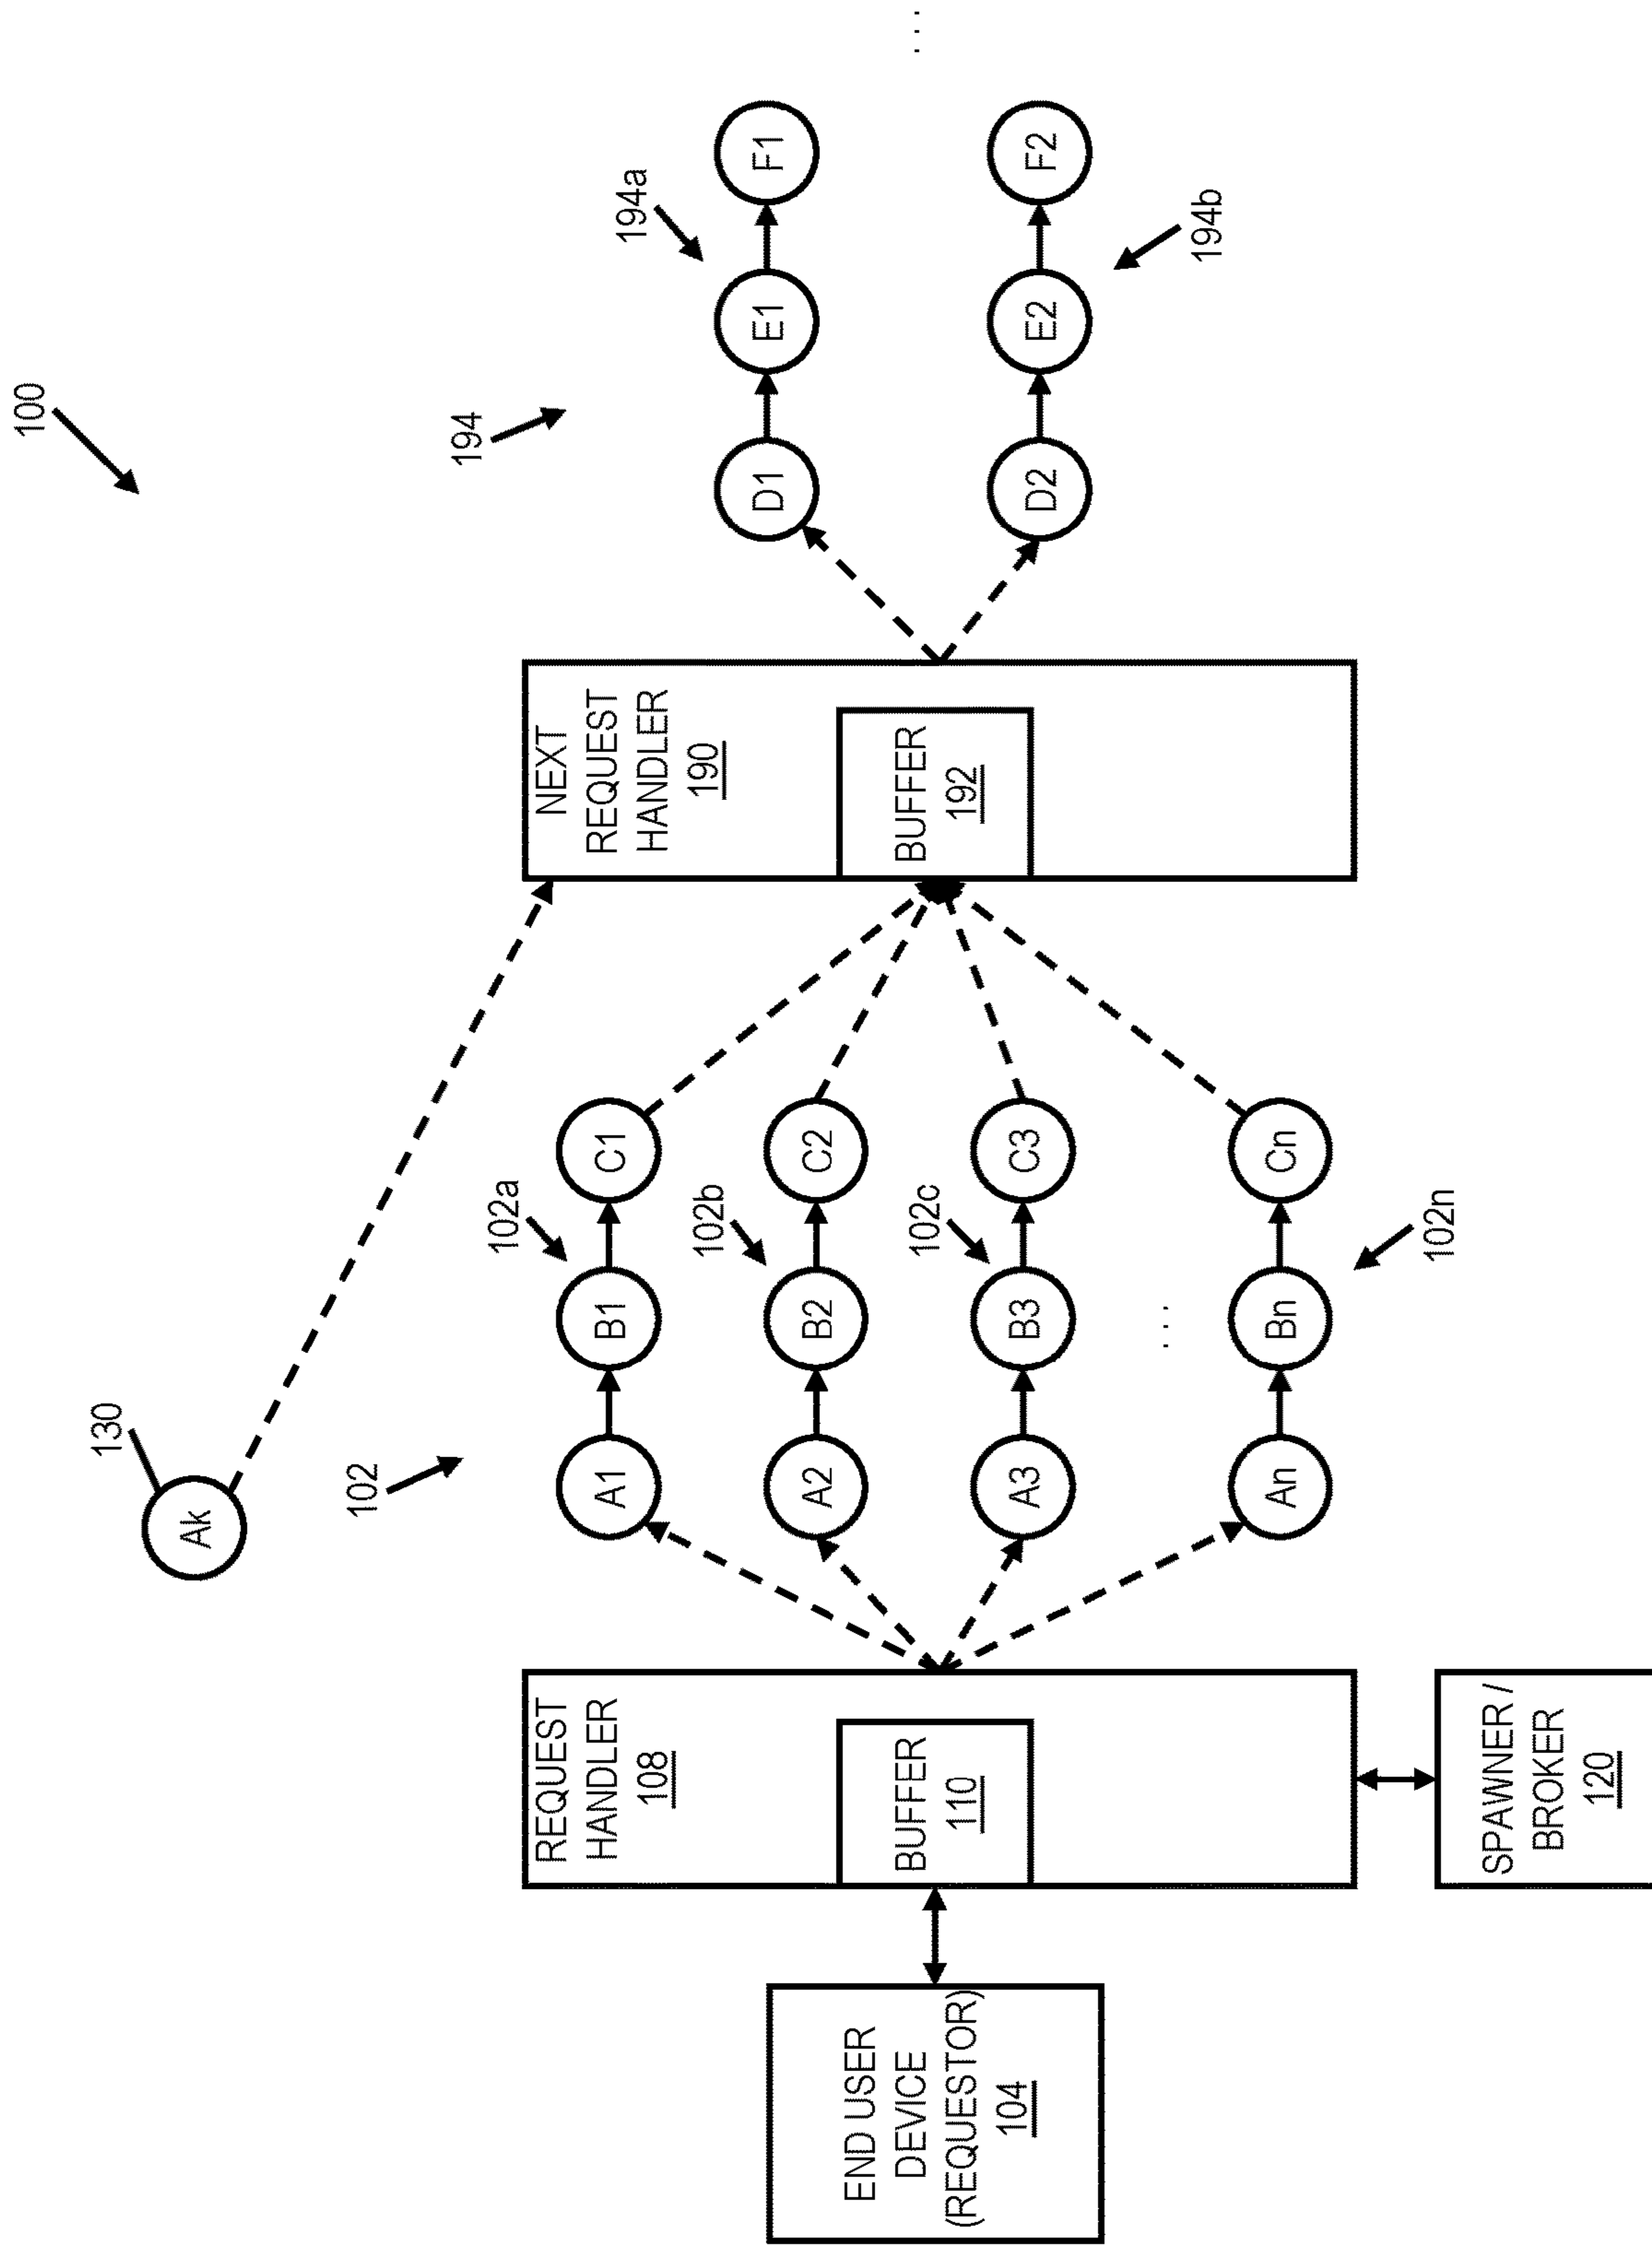 100
130
Ak
102
A1
B1
C1
102a
A2
B2
C2
102b
A3
B3
C3
102c
...
An
Bn
Cn
102n
END USER
DEVICE
(REQUESTOR)
104
REQUEST
HANDLER
108
BUFFER
110
SPAWNER /
BROKER
120
NEXT
REQUEST
HANDLER
190
BUFFER
192
194
D1
E1
F1
194a
D2
E2
F2
194b
...